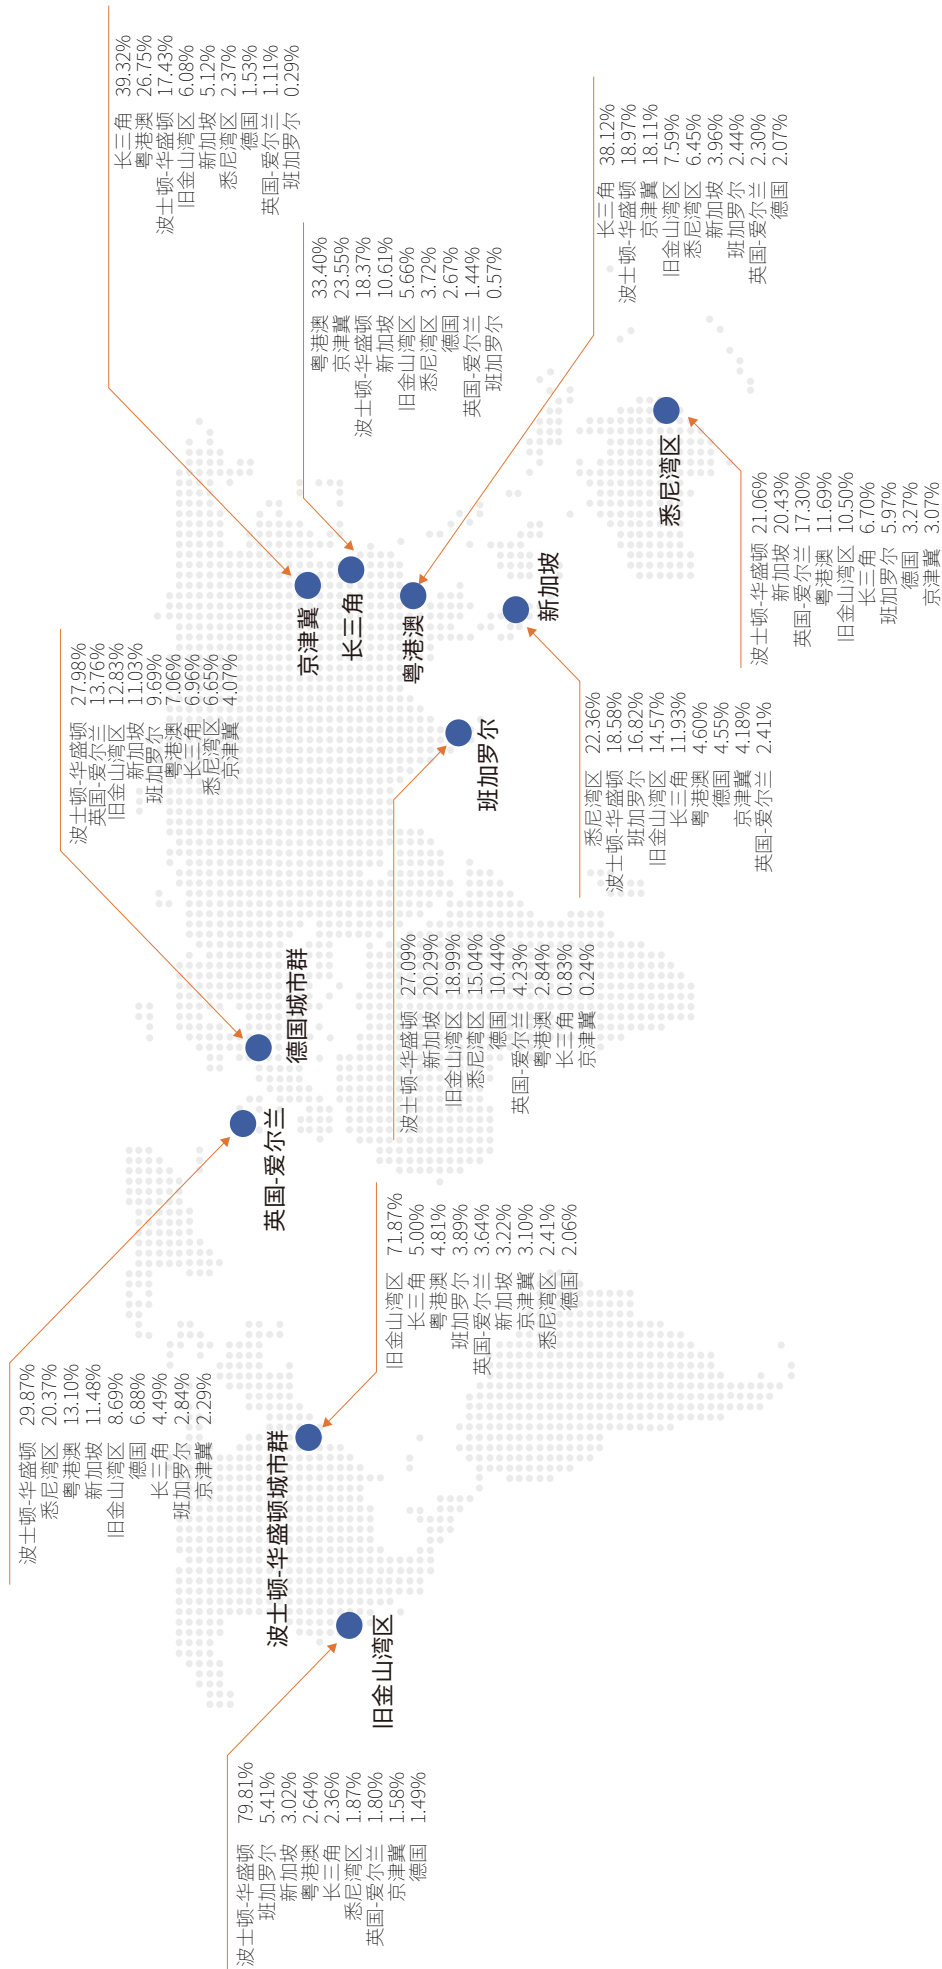 波士顿-华盛顿 79.81%
班加罗尔 5.41%
新加坡 3.02%
粤港澳 2.64%
长三角 2.36%
悉尼湾区 1.87%
英国-爱尔兰 1.80%
京津冀 1.58%
德国 1.49%
旧金山湾区
波士顿-华盛顿 29.87%
悉尼湾区 20.37%
粤港澳 13.10%
新加坡 11.48%
旧金山湾区 8.69%
德国 6.88%
长三角 4.49%
班加罗尔 2.84%
京津冀 2.29%
英国-爱尔兰
波士顿-华盛顿城市群
旧金山湾区 71.87%
长三角 5.00%
粤港澳 4.81%
班加罗尔 3.89%
英国-爱尔兰 3.64%
新加坡 3.22%
京津冀 3.10%
悉尼湾区 2.41%
德国 2.06%
波士顿-华盛顿 27.98%
英国-爱尔兰 13.76%
旧金山湾区 12.83%
新加坡 11.03%
班加罗尔 9.69%
粤港澳 7.06%
长三角 6.96%
悉尼湾区 6.65%
京津冀 4.07%
德国城市群
波士顿-华盛顿 27.09%
新加坡 20.29%
旧金山湾区 18.99%
悉尼湾区 15.04%
德国 10.44%
英国-爱尔兰 4.23%
粤港澳 2.84%
长三角 0.83%
京津冀 0.24%
班加罗尔
长三角 39.32%
粤港澳 26.75%
波士顿-华盛顿 17.43%
旧金山湾区 6.08%
新加坡 5.12%
悉尼湾区 2.37%
德国 1.53%
英国-爱尔兰 1.11%
班加罗尔 0.29%
京津冀
粤港澳 33.40%
京津冀 23.55%
波士顿-华盛顿 18.37%
新加坡 10.61%
旧金山湾区 5.66%
悉尼湾区 3.72%
德国 2.67%
英国-爱尔兰 1.44%
班加罗尔 0.57%
长三角
长三角 38.12%
波士顿-华盛顿 18.97%
京津冀 18.11%
旧金山湾区 7.59%
悉尼湾区 6.45%
新加坡 3.96%
班加罗尔 2.44%
英国-爱尔兰 2.30%
德国 2.07%
粤港澳
新加坡
悉尼湾区 22.36%
波士顿-华盛顿 18.58%
班加罗尔 16.82%
旧金山湾区 14.57%
长三角 11.93%
粤港澳 4.60%
德国 4.55%
京津冀 4.18%
英国-爱尔兰 2.41%
悉尼湾区
波士顿-华盛顿 21.06%
新加坡 20.43%
英国-爱尔兰 17.30%
粤港澳 11.69%
旧金山湾区 10.50%
长三角 6.70%
班加罗尔 5.97%
德国 3.27%
京津冀 3.07%